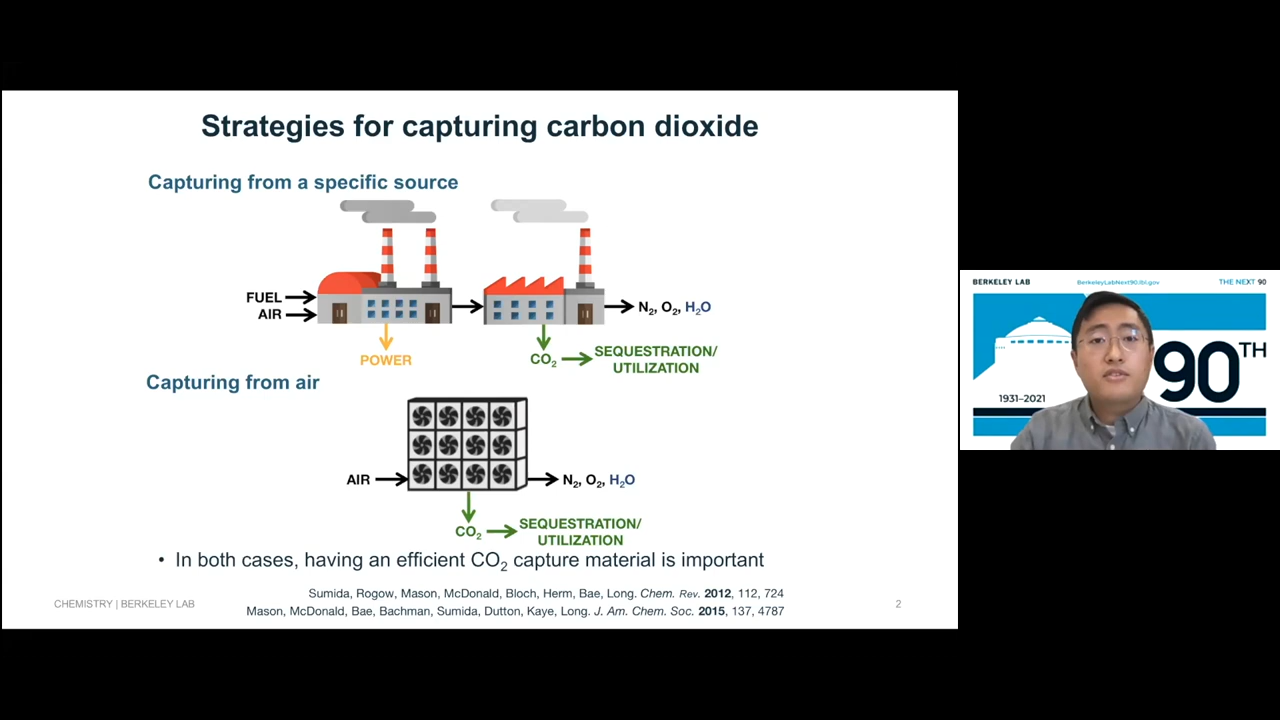 Strategies for capturing carbon dioxide
Capturing from a specific source
FUEL
AIR
N₂, O₂, H₂O
POWER
CO₂
SEQUESTRATION/
UTILIZATION
Capturing from air
AIR
N₂, O₂, H₂O
CO₂
SEQUESTRATION/
UTILIZATION
• In both cases, having an efficient CO₂ capture material is important
Sumida, Rogow, Mason, McDonald, Bloch, Herm, Bae, Long. Chem. Rev. 2012, 112, 724
Mason, McDonald, Bae, Bachman, Sumida, Dutton, Kaye, Long. J. Am. Chem. Soc. 2015, 137, 4787
CHEMISTRY | BERKELEY LAB
2
BERKELEY LAB
BerkeleyLabNext90.lbl.gov
THE NEXT 90
90TH
1931–2021